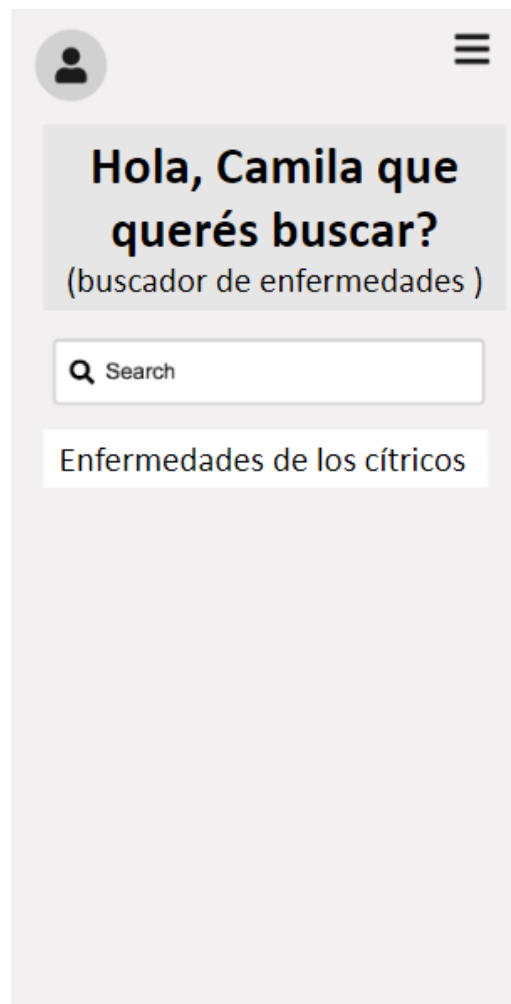 Hola, Camila que
querés buscar?
(buscador de enfermedades )
Search
Enfermedades de los cítricos